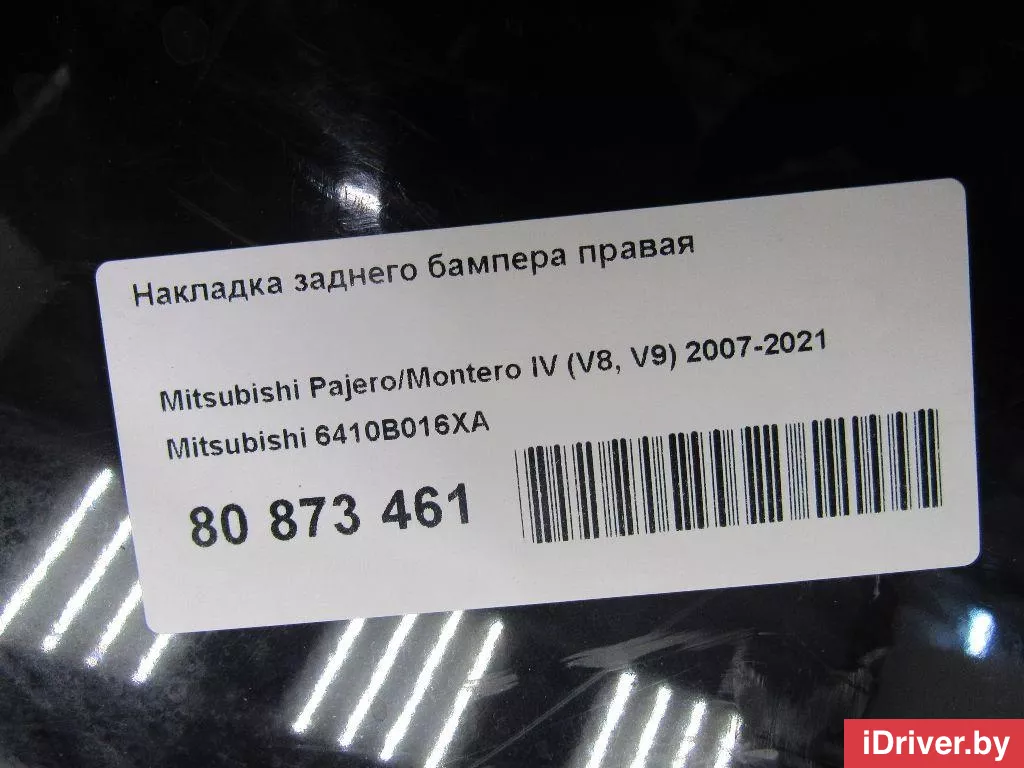 Накладка заднего бампера правая
Mitsubishi Pajero/Montero IV (V8, V9) 2007-2021
Mitsubishi 6410B016XA
80 873 461
iDriver.by